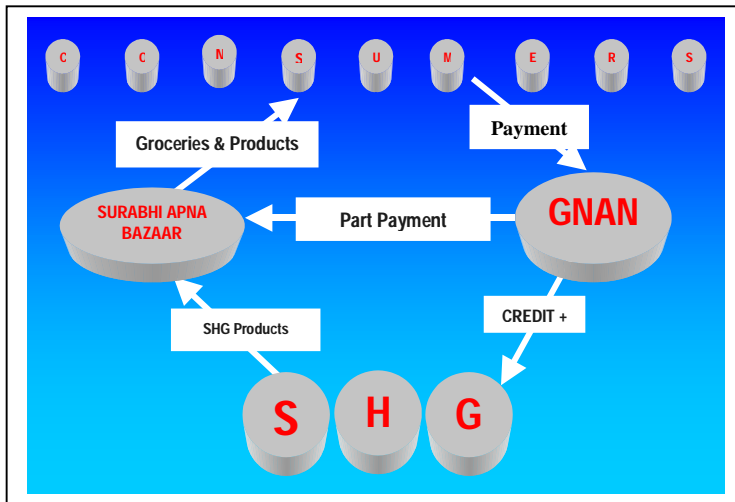 C O N S U M E R S
Groceries & Products
Payment
SURABHI APNA
BAZAAR
Part Payment
GNAN
SHG Products
CREDIT +
S H G